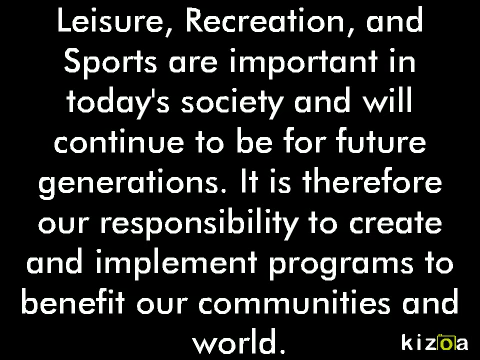 Leisure, Recreation, and
Sports are important in
today's society and will
continue to be for future
generations. It is therefore
our responsibility to create
and implement programs to
benefit our communities and
world.
kizoa